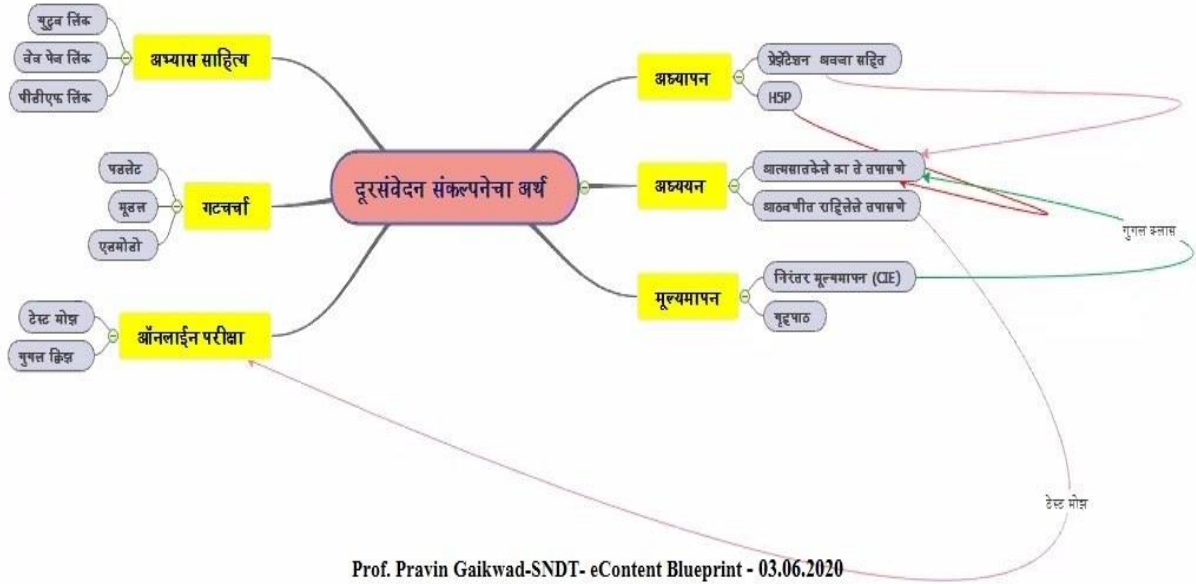 दूरसंवेदन संकल्पनेचा अर्थ
अभ्यास साहित्य
युटुब लिंक
वेब पेज लिंक
पीडीएफ लिंक
गटचर्चा
पडलेट
मूडल
एडमोडो
ऑनलाईन परीक्षा
टेस्ट मोझ
गुगल क्विझ
अध्यापन
प्रेझेंटेशन सहित
H5P
अध्ययन
आत्मसातकेले का ते तपासणे
आठवणीत राहिलेले तपासणे
मूल्यमापन
निरंतर मूल्यमापन (CIE)
गृहपाठ
गुगल क्लास
टेस्ट मोझ
Prof. Pravin Gaikwad-SNDT- eContent Blueprint - 03.06.2020